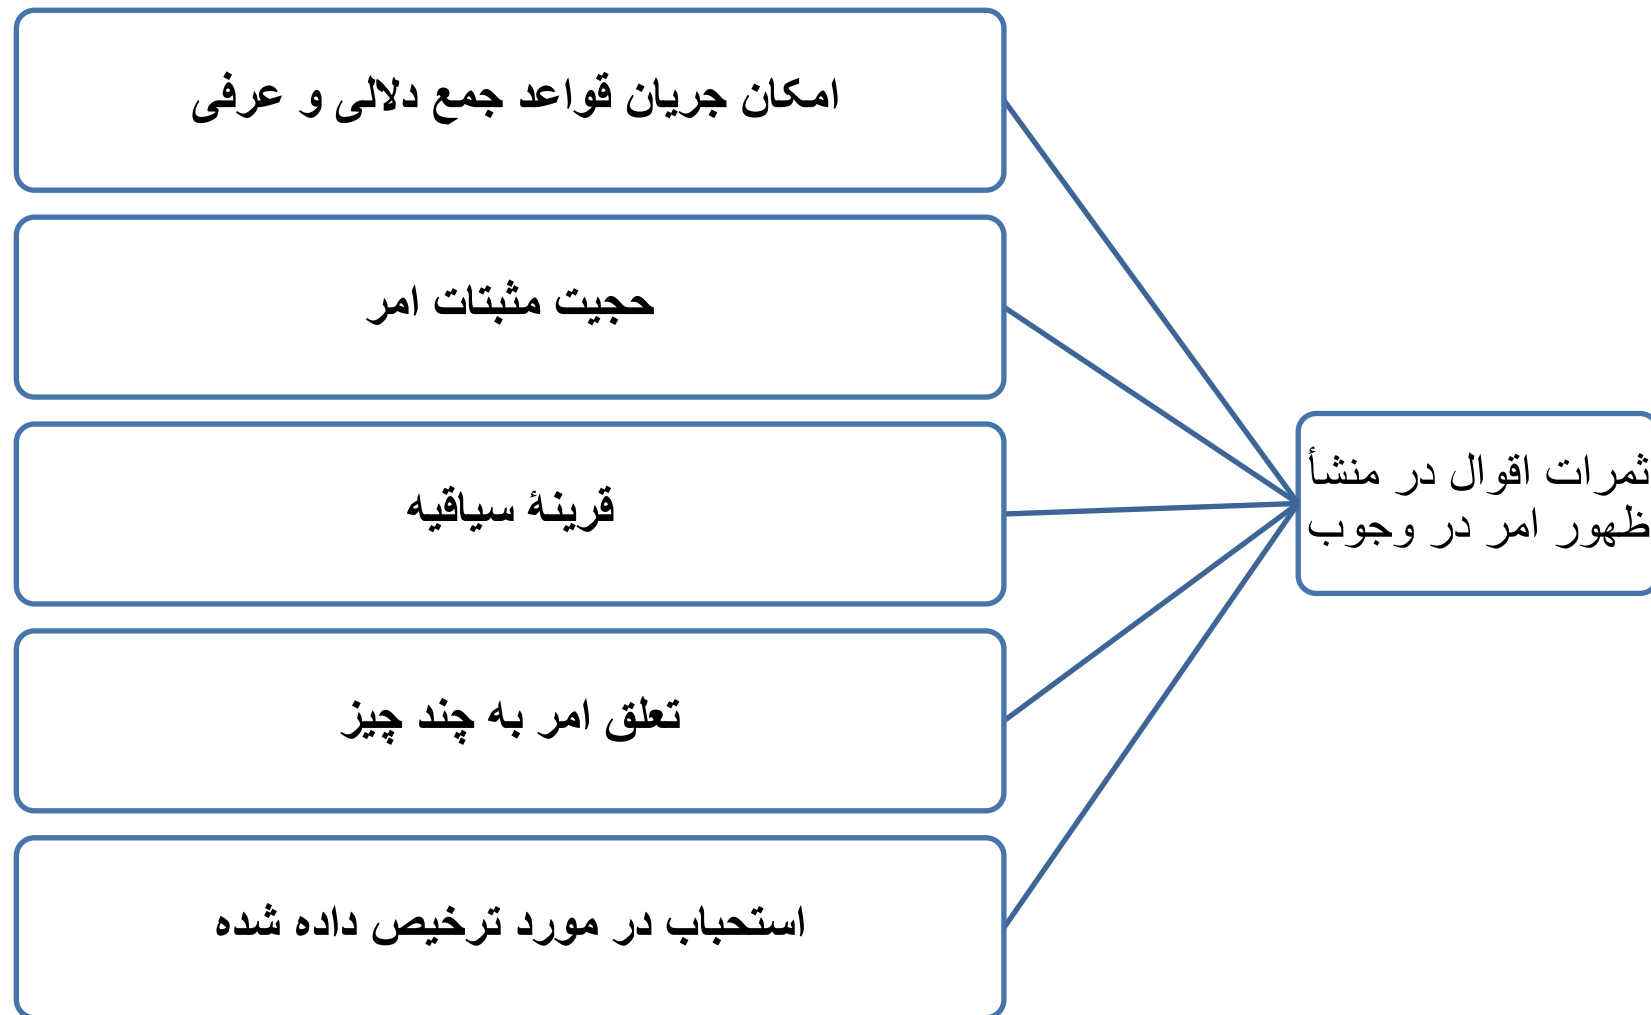 ثمرات اقوال در منشأ
ظهور امر در وجوب
امکان جریان قواعد جمع دلالی و عرفی
حجیت مثبتات امر
قرینۀ سیاقیه
تعلق امر به چند چیز
استحباب در مورد ترخیص داده شده